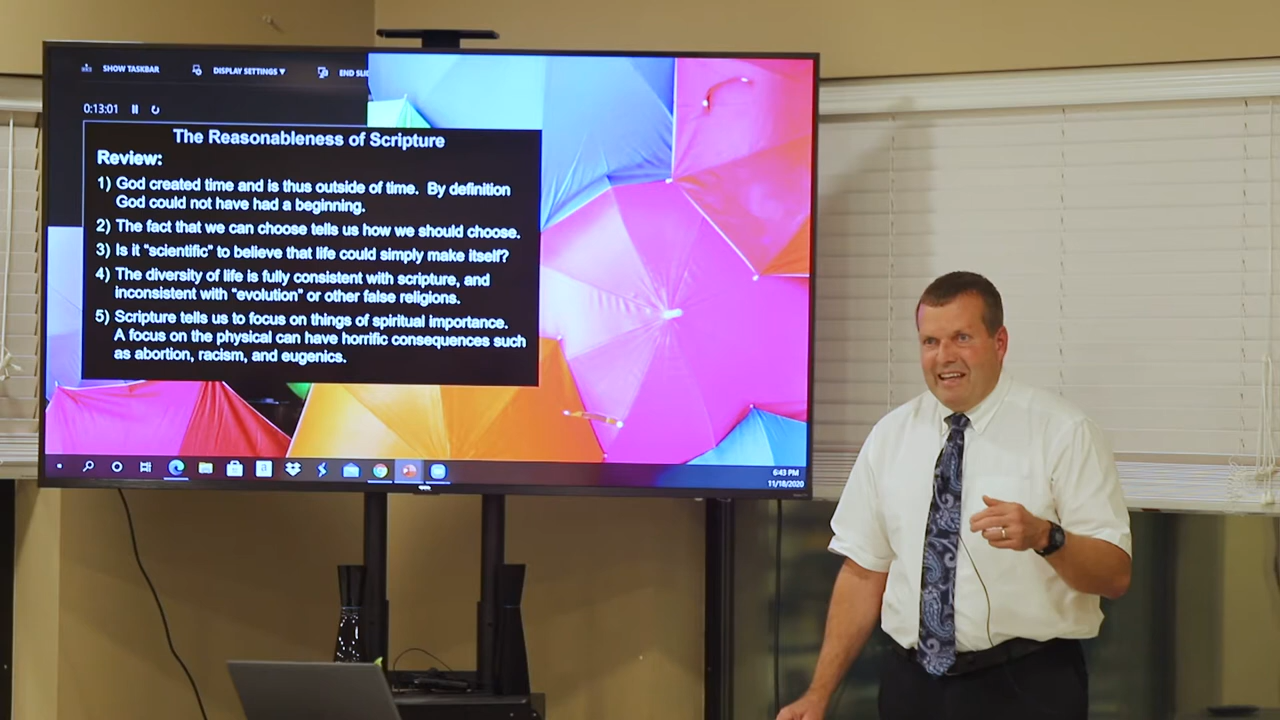 SHOW TASKBAR DISPLAY SETTINGS ▼ END SLI
0:13:01
The Reasonableness of Scripture
Review:
1) God created time and is thus outside of time. By definition
God could not have had a beginning.
2) The fact that we can choose tells us how we should choose.
3) Is it “scientific” to believe that life could simply make itself?
4) The diversity of life is fully consistent with scripture, and
inconsistent with “evolution” or other false religions.
5) Scripture tells us to focus on things of spiritual importance.
A focus on the physical can have horrific consequences such
as abortion, racism, and eugenics.
6:43 PM
11/18/2020